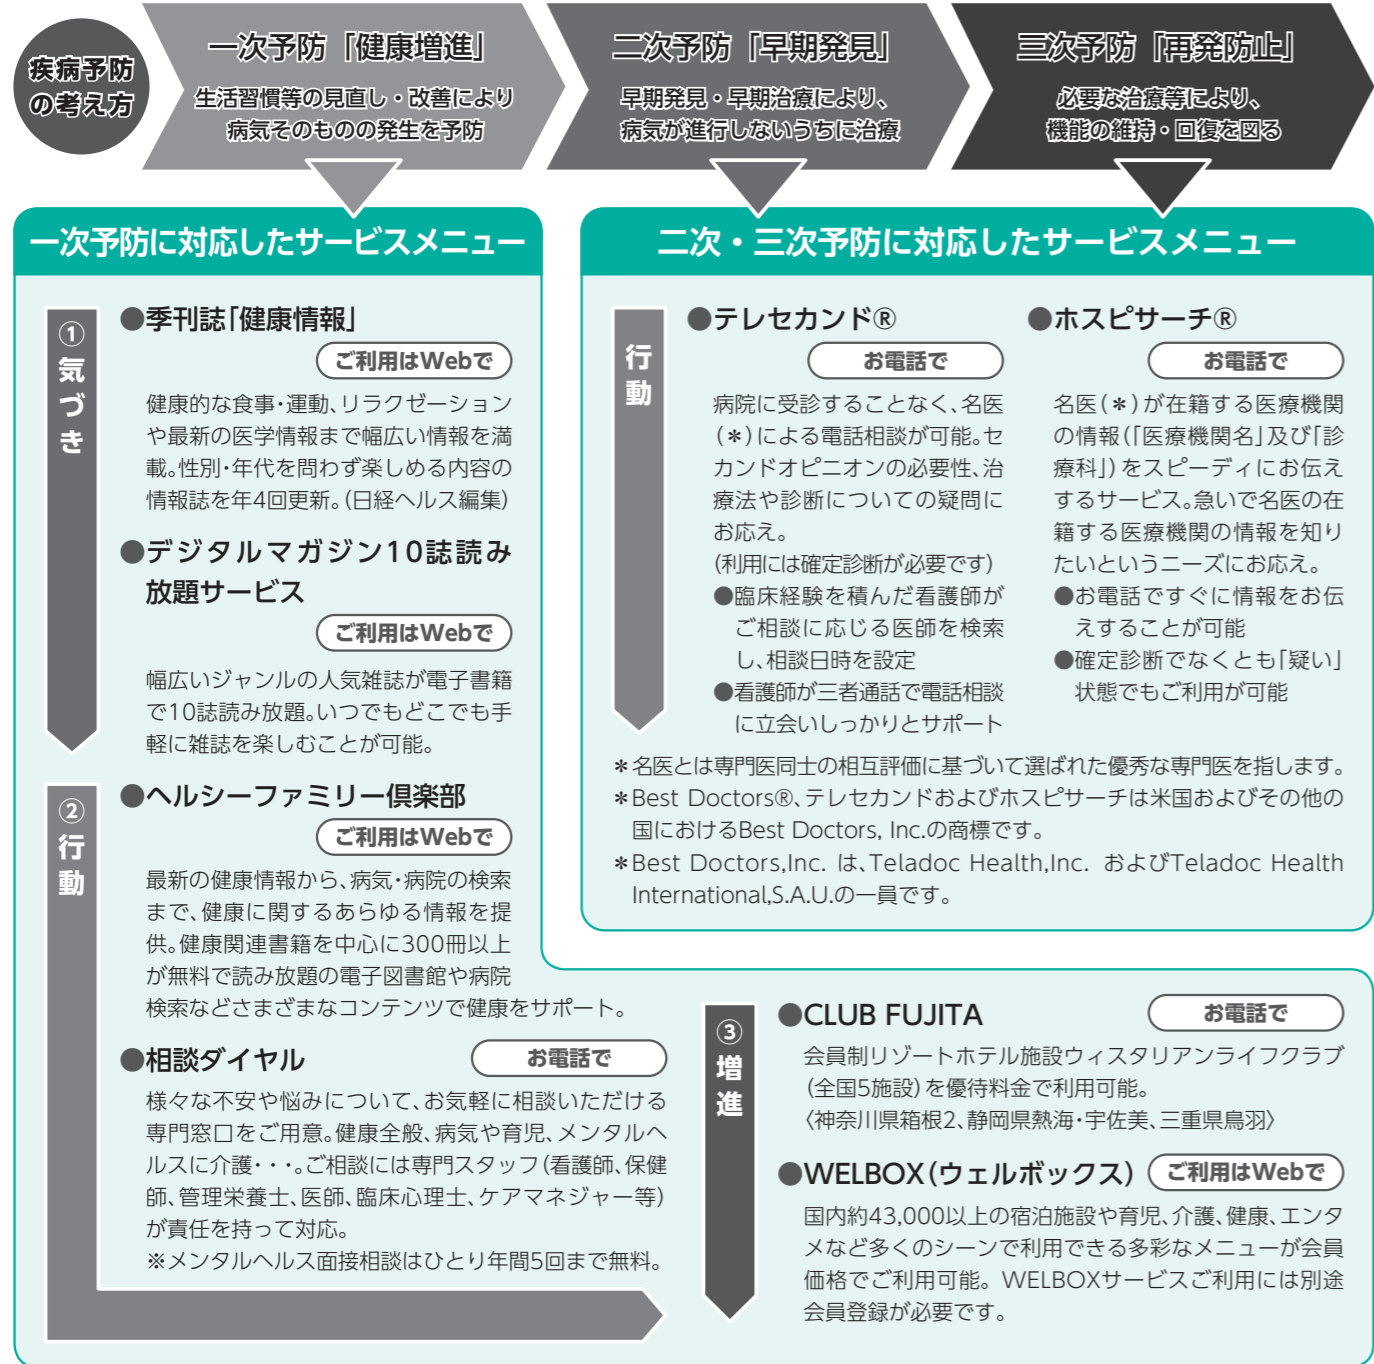 疾病予防
の考え方
一次予防「健康増進」
生活習慣等の見直し・改善により
病気そのものの発生を予防
二次予防「早期発見」
早期発見・早期治療により、
病気が進行しないうちに治療
三次予防「再発防止」
必要な治療等により、
機能の維持・回復を図る
一次予防に対応したサービスメニュー
①気づき
●季刊誌「健康情報」
ご利用はWebで
健康的な食事・運動、リラクゼーション
や最新の医学情報まで幅広い情報を満
載。性別・年代を問わず楽しめる内容の
情報誌を年4回更新。(日経ヘルス編集)
●デジタルマガジン10誌読み
放題サービス
ご利用はWebで
幅広いジャンルの人気雑誌が電子書籍
で10誌読み放題。いつでもどこでも手
軽に雑誌を楽しむことが可能。
②行動
●ヘルシーファミリー倶楽部
ご利用はWebで
最新の健康情報から、病気・病院の検索
まで、健康に関するあらゆる情報を提
供。健康関連書籍を中心に300冊以上
が無料で読み放題の電子図書館や病院
検索などさまざまなコンテンツで健康をサポート。
●相談ダイヤル
お電話で
様々な不安や悩みについて、お気軽に相談いただける
専門窓口をご用意。健康全般、病気や育児、メンタルヘ
ルスに介護・・・。ご相談には専門スタッフ(看護師、保健
師、管理栄養士、医師、臨床心理士、ケアマネジャー等)
が責任を持って対応。
※メンタルヘルス面接相談はひとり年間5回まで無料。
③増進
●CLUB FUJITA
お電話で
会員制リゾートホテル施設ウィスタリアンライフクラブ
(全国5施設)を優待料金で利用可能。
〈神奈川県箱根2、静岡県熱海・宇佐美、三重県鳥羽〉
●WELBOX(ウェルボックス)
ご利用はWebで
国内約43,000以上の宿泊施設や育児、介護、健康、エンタ
メなど多くのシーンで利用できる多彩なメニューが会員
価格でご利用可能。WELBOXサービスご利用には別途
会員登録が必要です。
二次・三次予防に対応したサービスメニュー
行動
●テレセカンド®
お電話で
病院に受診することなく、名医
(＊)による電話相談が可能。セ
カンドオピニオンの必要性、治
療法や診断についての疑問に
お応え。
(利用には確定診断が必要です)
●臨床経験を積んだ看護師が
ご相談に応じる医師を検索
し、相談日時を設定
●看護師が三者通話で電話相談
に立会いしっかりとサポート
●ホスピサーチ®
お電話で
名医(＊)が在籍する医療機関
の情報(「医療機関名」及び「診
療科」)をスピーディにお伝え
するサービス。急いで名医の在
籍する医療機関の情報を知り
たいというニーズにお応え。
●お電話ですぐに情報をお伝
えすることが可能
●確定診断でなくとも「疑い」
状態でもご利用が可能
＊名医とは専門医同士の相互評価に基づいて選ばれた優秀な専門医を指します。
＊Best Doctors®、テレセカンドおよびホスピサーチは米国およびその他の
国におけるBest Doctors, Inc.の商標です。
＊Best Doctors,Inc. は、Teladoc Health,Inc. およびTeladoc Health
International,S.A.U.の一員です。